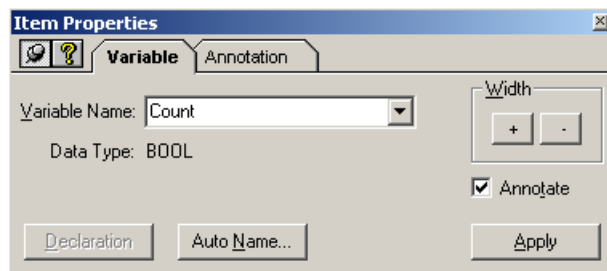 Item Properties
Variable Annotation
Variable Name: Count
Width
+ -
Data Type: BOOL
Annotate
Declaration Auto Name... Apply